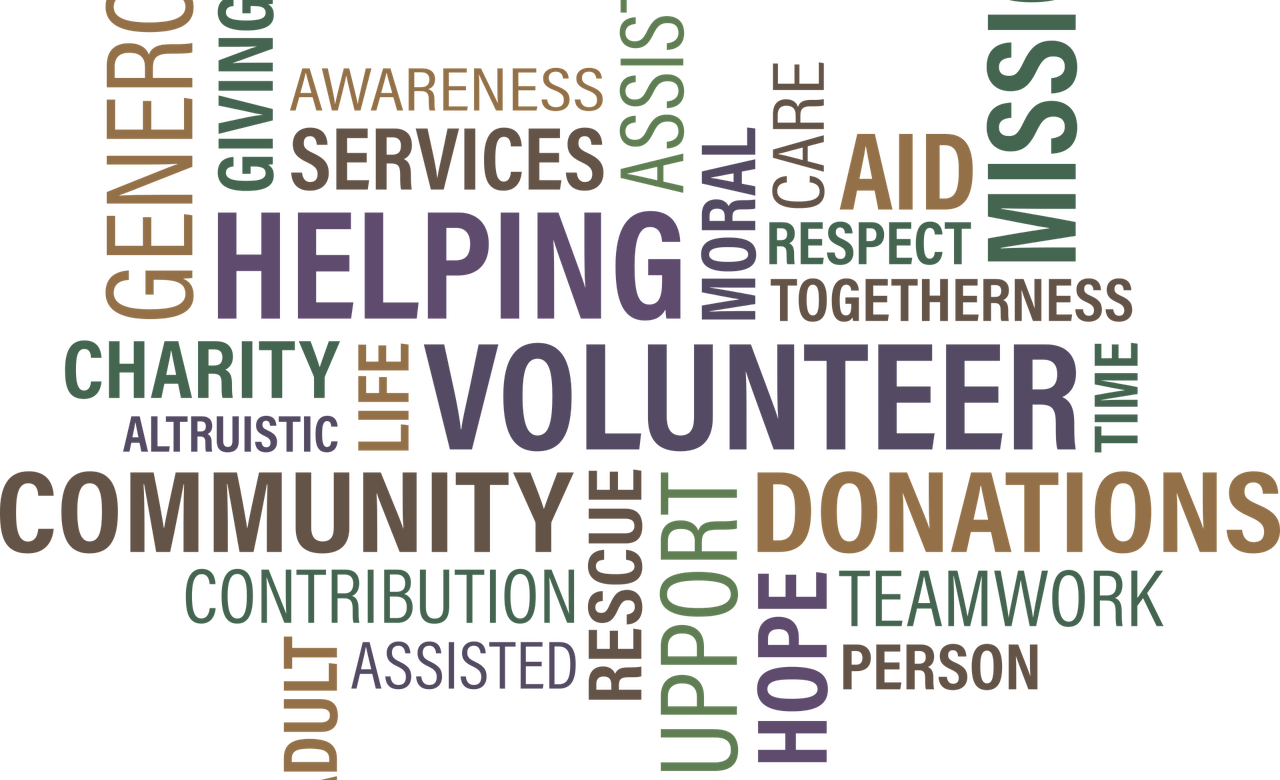 GENERO
GIVING
AWARENESS
SERVICES
ASSIST
MORAL
CARE
AID
MISSIO
RESPECT
TOGETHERNESS
HELPING
CHARITY
ALTRUISTIC
LIFE
VOLUNTEER
TIME
COMMUNITY
RESCUE
UPPORT
DONATIONS
CONTRIBUTION
ASSISTED
ADULT
HOPE
TEAMWORK
PERSON